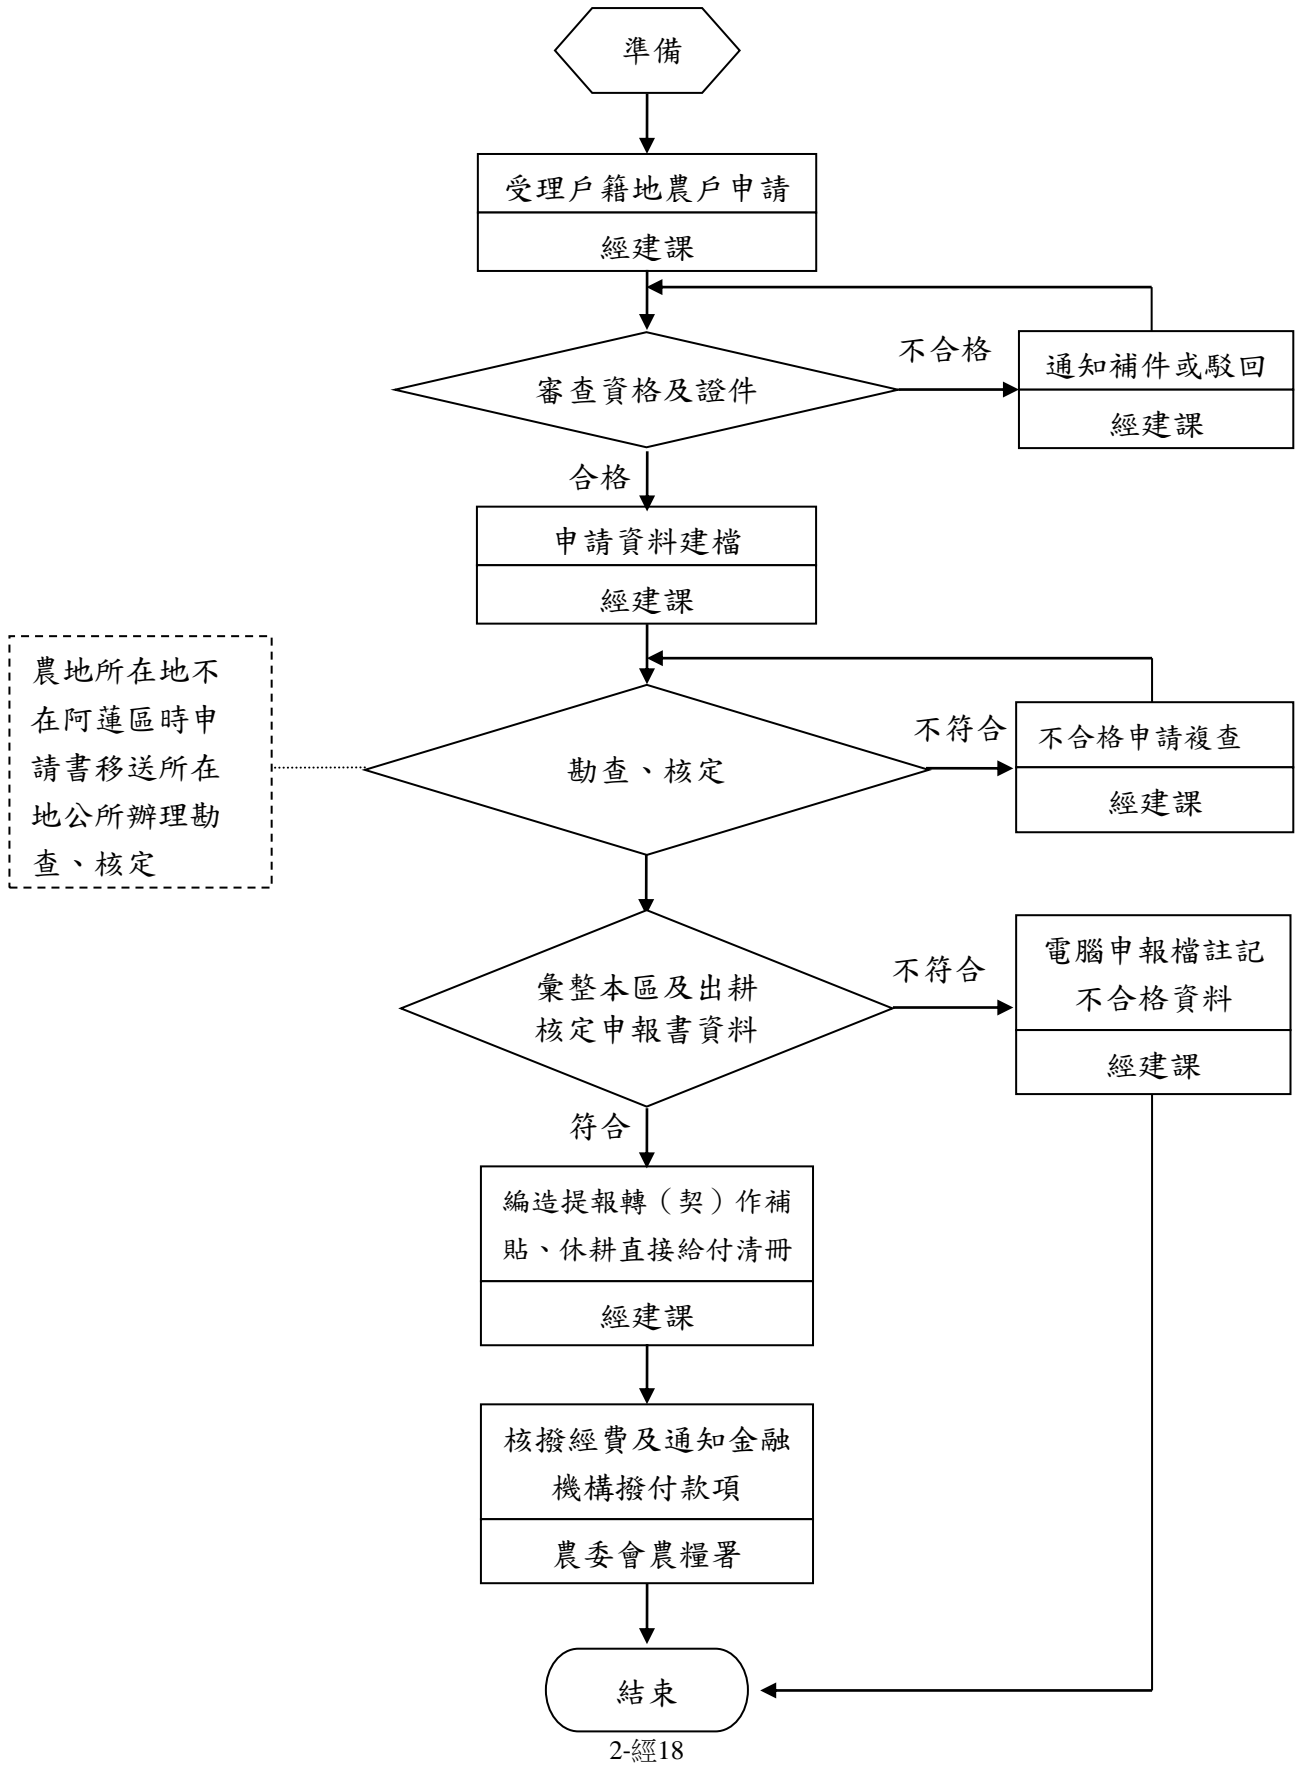 準備
受理戶籍地農戶申請
經建課
不合格
通知補件或駁回
經建課
審查資格及證件
合格
申請資料建檔
經建課
農地所在地不
在阿蓮區時申
請書移送所在
地公所辦理勘
查、核定
勘查、核定
不符合
不合格申請複查
經建課
彙整本區及出耕
核定申報書資料
不符合
電腦申報檔註記
不合格資料
經建課
符合
編造提報轉（契）作補
貼、休耕直接給付清冊
經建課
核撥經費及通知金融
機構撥付款項
農委會農糧署
結束
2-經18